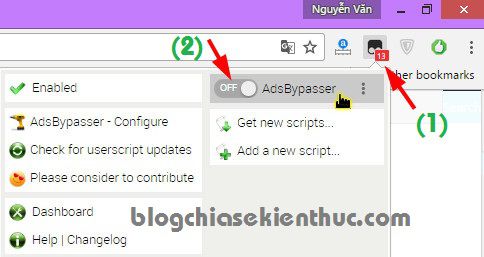 Nguyễn Văn
13
(2)
her bookmarks
Enabled
OFF AdsBypasser
(1)
AdsBypasser - Configure
Get new scripts...
Check for userscript updates
Add a new script...
Please consider to contribute
Dashboard
blogchiasekienthuc.com
Help | Changelog